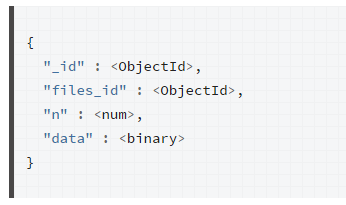 {
"_id" : <ObjectId>,
"files_id" : <ObjectId>,
"n" : <num>,
"data" : <binary>
}